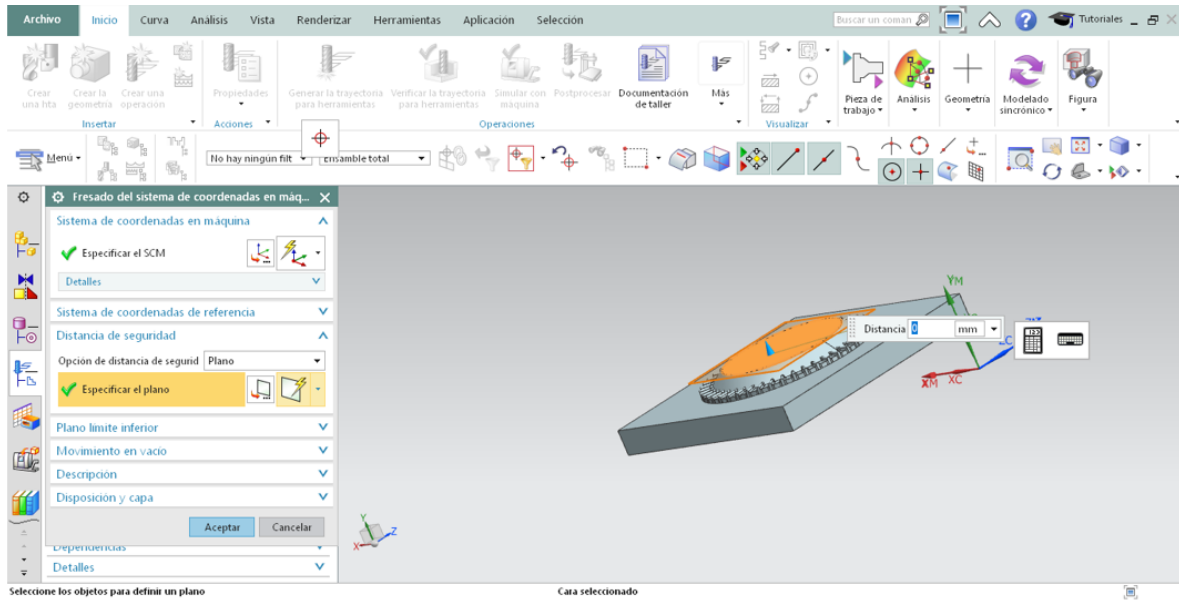 Archivo Inicio Curva Análisis Vista Renderizar Herramientas Aplicación Selección
Buscar un coman
Tutoriales
Crear una hta
Crear la geometría
Crear una operación
Insertar
Propiedades
Acciones
Generar la trayectoria para herramientas
Verificar la trayectoria para herramientas
Simular con máquina
Postprocesar
Documentación de taller
Más
Operaciones
Visualizar
Pieza de trabajo
Análisis
Geometría
Modelado sincrónico
Figura
Menú
No hay ningún filt
Ensamble total
Fresado del sistema de coordenadas en máq...
Sistema de coordenadas en máquina
Especificar el SCM
Detalles
Sistema de coordenadas de referencia
Distancia de seguridad
Opción de distancia de segurid Plano
Especificar el plano
Plano límite inferior
Movimiento en vacío
Descripción
Disposición y capa
Aceptar Cancelar
Dependencias
Detalles
YM
Distancia 0 mm
XM XC
Y
Z
X
Seleccione los objetos para definir un plano
Cara seleccionado